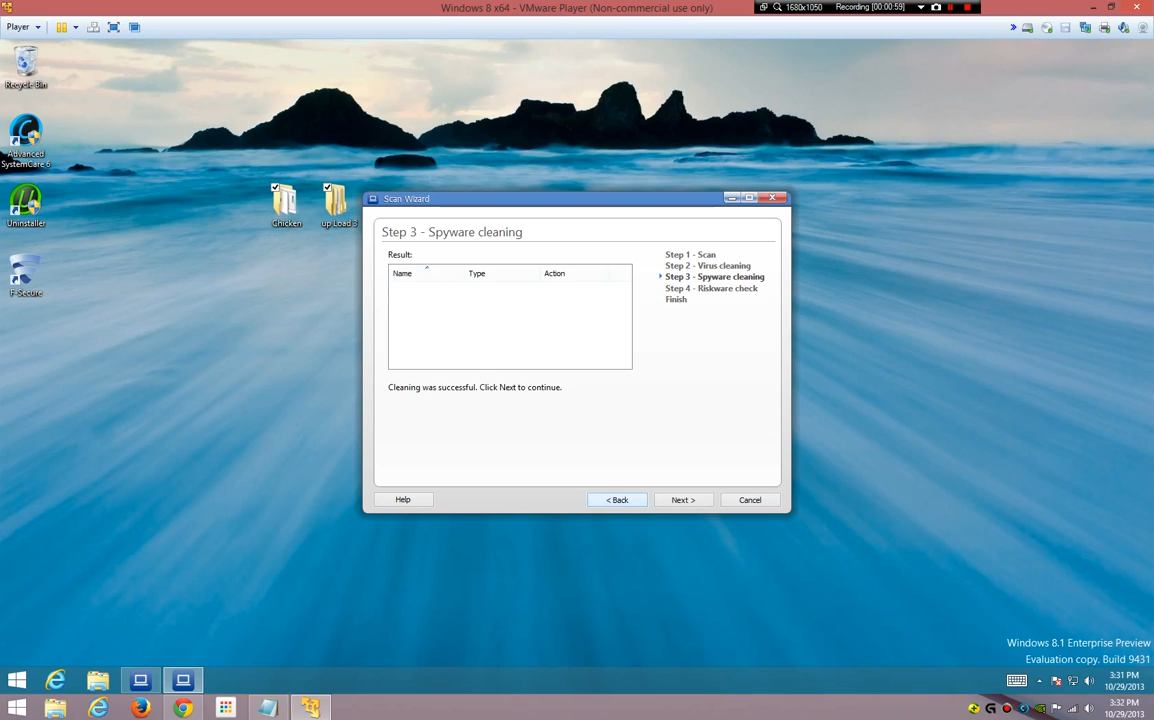 Windows 8 x64 - VMware Player (Non-commercial use only)
1680x1050
Recording [00:00:59]
Player
Recycle Bin
Advanced
SystemCare 6
Uninstaller
F-Secure
Chicken
up Load 3
Scan Wizard
Step 3 - Spyware cleaning
Result:
Name Type Action
Cleaning was successful. Click Next to continue.
Step 1 - Scan
Step 2 - Virus cleaning
Step 3 - Spyware cleaning
Step 4 - Riskware check
Finish
Help
< Back
Next >
Cancel
Windows 8.1 Enterprise Preview
Evaluation copy. Build 9431
3:31 PM
10/29/2013
3:32 PM
10/29/2013